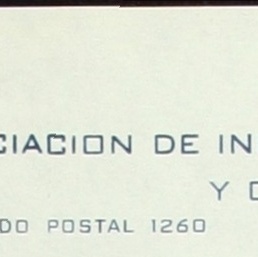 CIACION DE IN
Y
DO POSTAL 1260